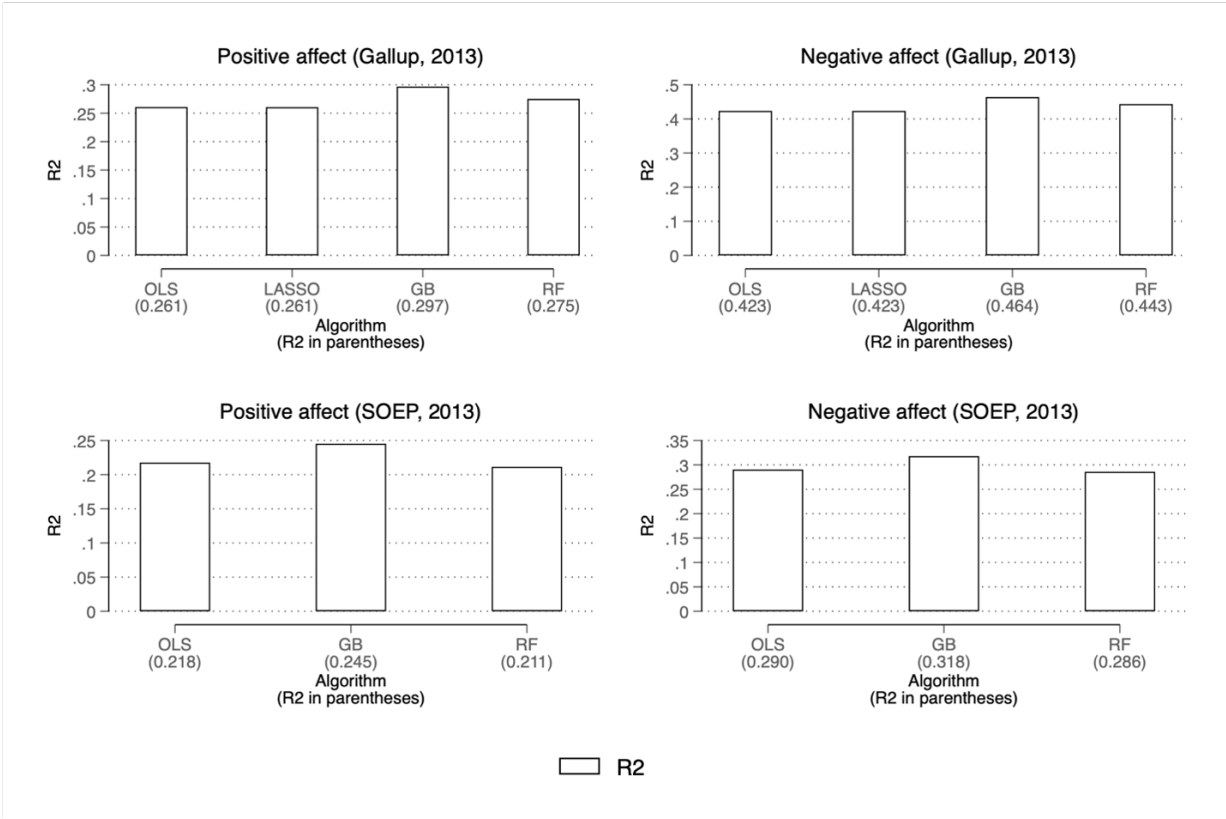 Positive affect (Gallup, 2013)
R2
.3
.25
.2
.15
.1
.05
0
OLS LASSO GB RF
(0.261) (0.261) (0.297) (0.275)
Algorithm
(R2 in parentheses)
Negative affect (Gallup, 2013)
R2
.5
.4
.3
.2
.1
0
OLS LASSO GB RF
(0.423) (0.423) (0.464) (0.443)
Algorithm
(R2 in parentheses)
Positive affect (SOEP, 2013)
R2
.25
.2
.15
.1
.05
0
OLS GB RF
(0.218) (0.245) (0.211)
Algorithm
(R2 in parentheses)
Negative affect (SOEP, 2013)
R2
.35
.3
.25
.2
.15
.1
.05
0
OLS GB RF
(0.290) (0.318) (0.286)
Algorithm
(R2 in parentheses)
R2